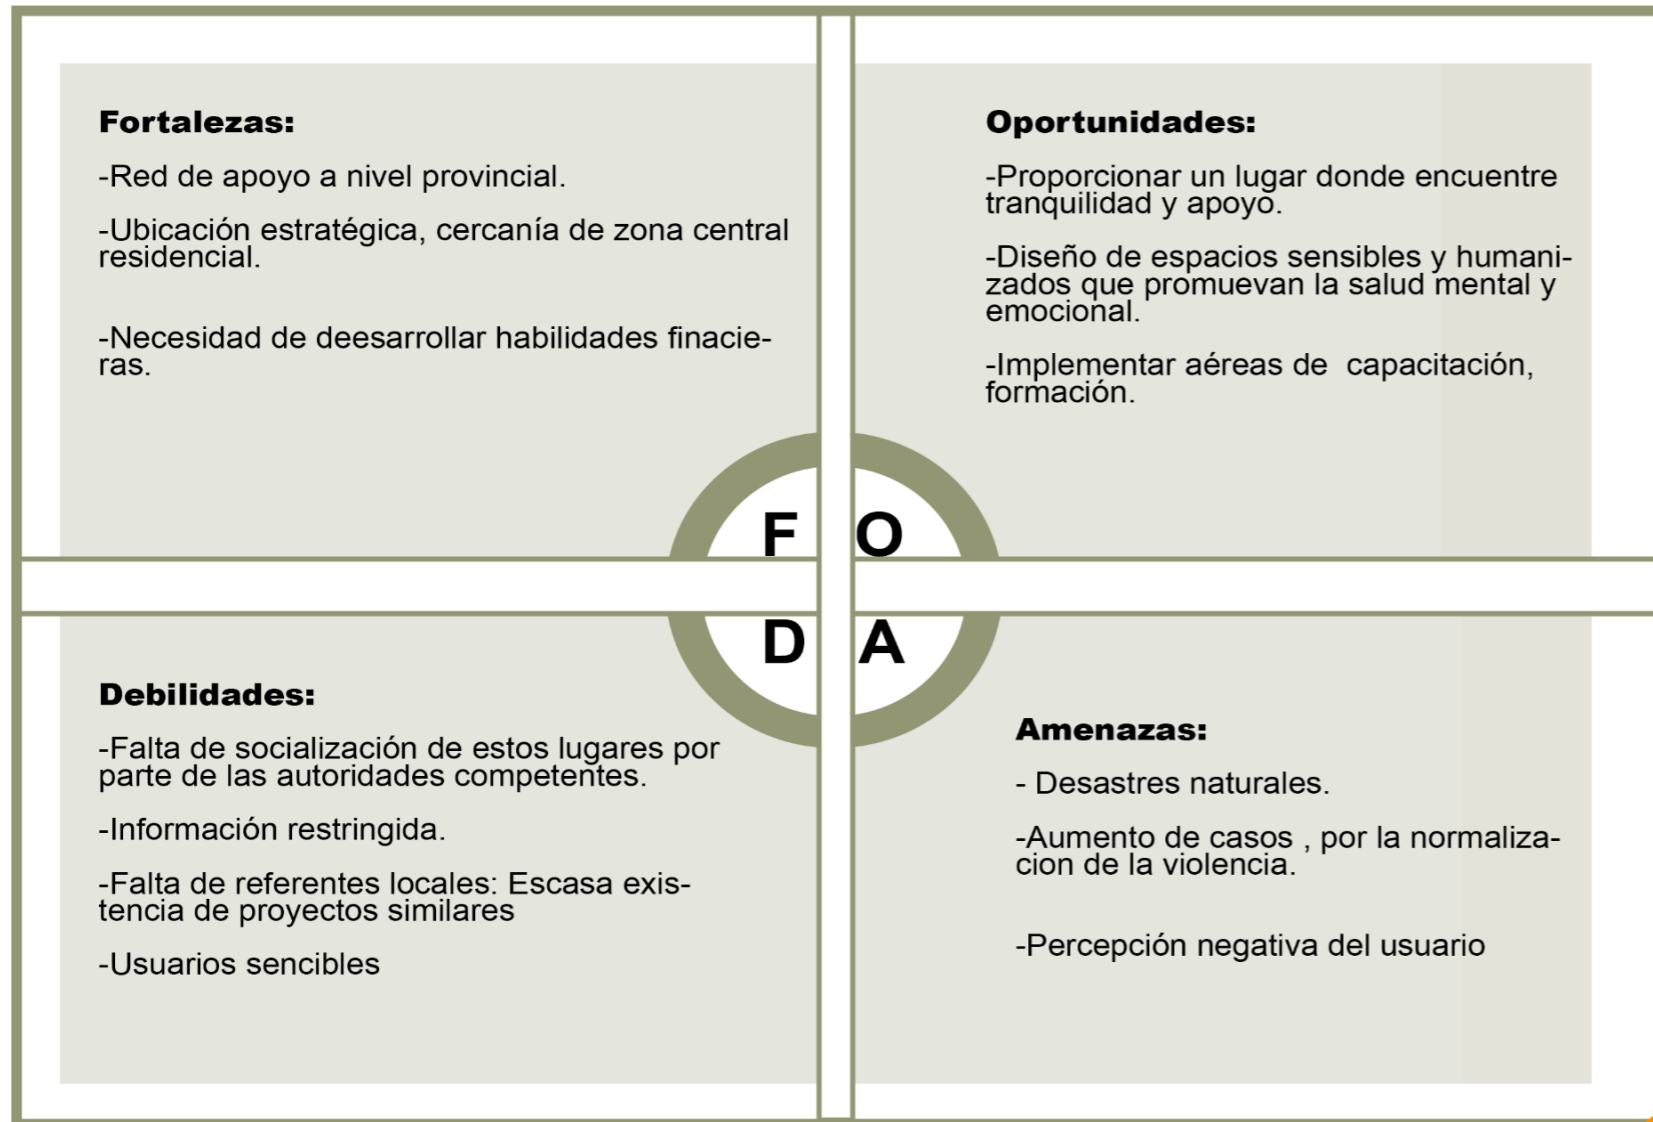 Fortalezas:
-Red de apoyo a nivel provincial.
-Ubicación estratégica, cercanía de zona central
residencial.
-Necesidad de deesarrollar habilidades finacie-
ras.
Oportunidades:
-Proporcionar un lugar donde encuentre
tranquilidad y apoyo.
-Diseño de espacios sensibles y humani-
zados que promuevan la salud mental y
emocional.
-Implementar aéreas de  capacitación,
formación.
F O
D A
Debilidades:
-Falta de socialización de estos lugares por
parte de las autoridades competentes.
-Información restringida.
-Falta de referentes locales: Escasa exis-
tencia de proyectos similares
-Usuarios sencibles
Amenazas:
- Desastres naturales.
-Aumento de casos , por la normaliza-
cion de la violencia.
-Percepción negativa del usuario